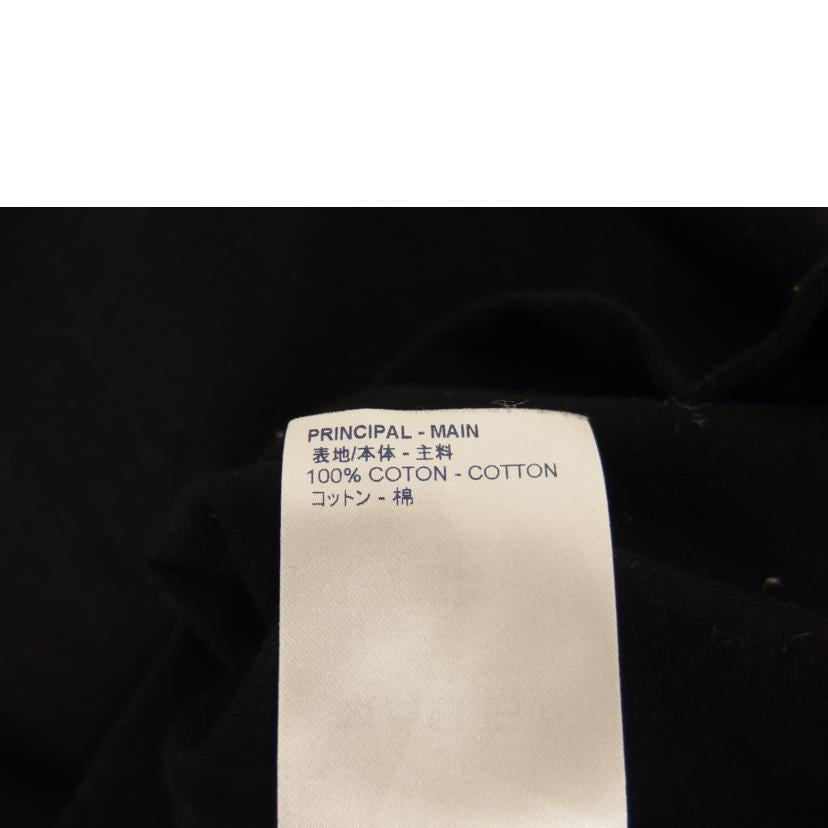 PRINCIPAL - MAIN
表地/本体 - 主料
100% COTON - COTTON
コットン - 棉